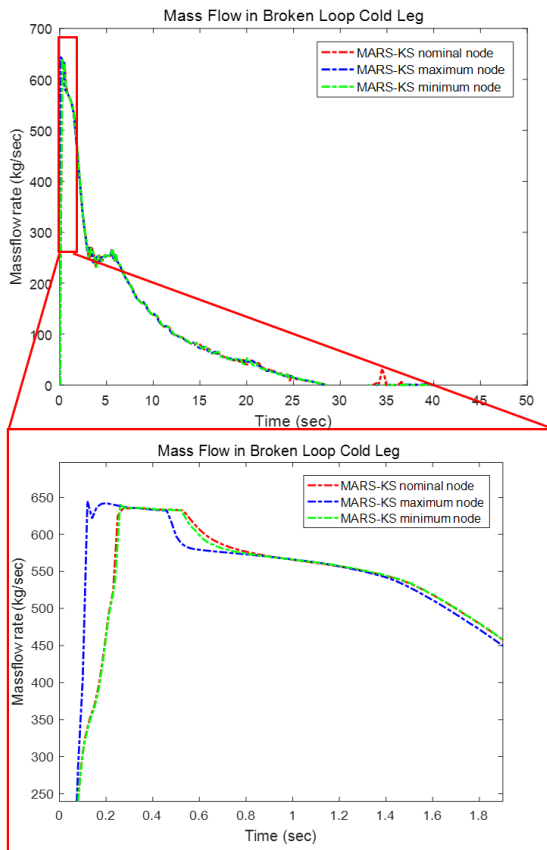 Mass Flow in Broken Loop Cold Leg
700
600
500
400
300
200
100
0
Massflow rate (kg/sec)
MARS-KS nominal node
MARS-KS maximum node
MARS-KS minimum node
0 5 10 15 20 25 30 35 40 45 50
Time (sec)
Mass Flow in Broken Loop Cold Leg
650
600
550
500
450
400
350
300
250
Massflow rate (kg/sec)
MARS-KS nominal node
MARS-KS maximum node
MARS-KS minimum node
0 0.2 0.4 0.6 0.8 1 1.2 1.4 1.6 1.8
Time (sec)